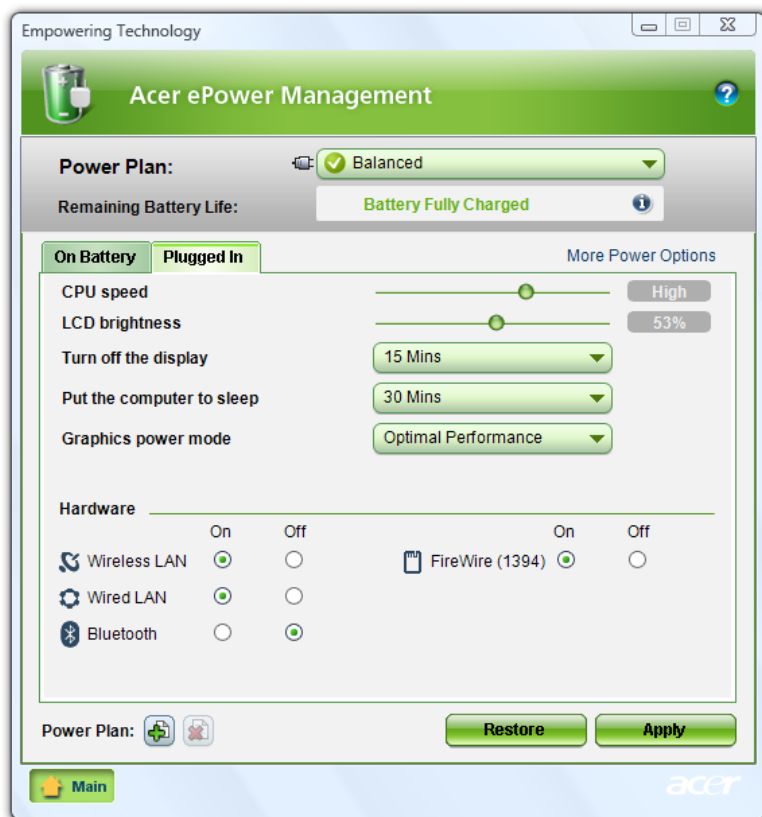 Empowering Technology
Acer ePower Management
Power Plan: Balanced
Remaining Battery Life: Battery Fully Charged
On Battery Plugged In More Power Options
CPU speed High
LCD brightness 53%
Turn off the display 15 Mins
Put the computer to sleep 30 Mins
Graphics power mode Optimal Performance
Hardware
On Off On Off
Wireless LAN FireWire (1394)
Wired LAN
Bluetooth
Power Plan: Restore Apply
Main acer